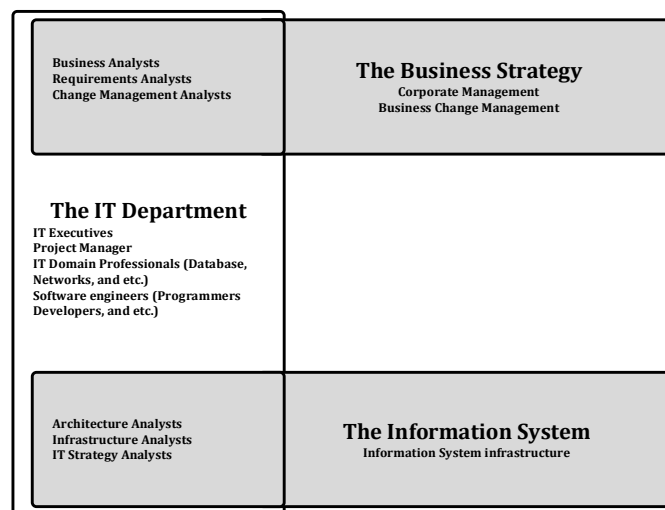 Business Analysts
Requirements Analysts
Change Management Analysts
The Business Strategy
Corporate Management
Business Change Management
The IT Department
IT Executives
Project Manager
IT Domain Professionals (Database,
Networks, and etc.)
Software engineers (Programmers
Developers, and etc.)
Architecture Analysts
Infrastructure Analysts
IT Strategy Analysts
The Information System
Information System infrastructure